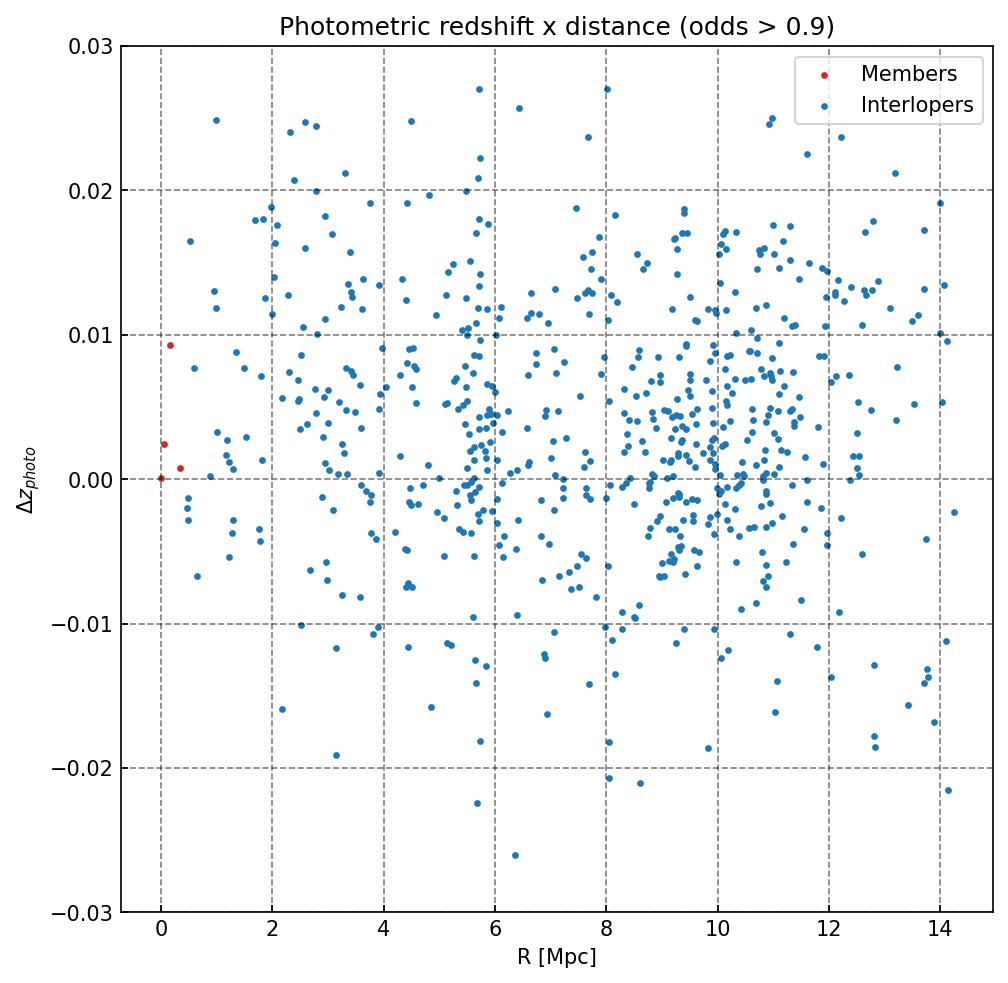 Photometric redshift x distance (odds > 0.9)
Members
Interlopers
0.03
0.02
0.01
0.00
−0.01
−0.02
−0.03
Δz_photo
0 2 4 6 8 10 12 14
R [Mpc]